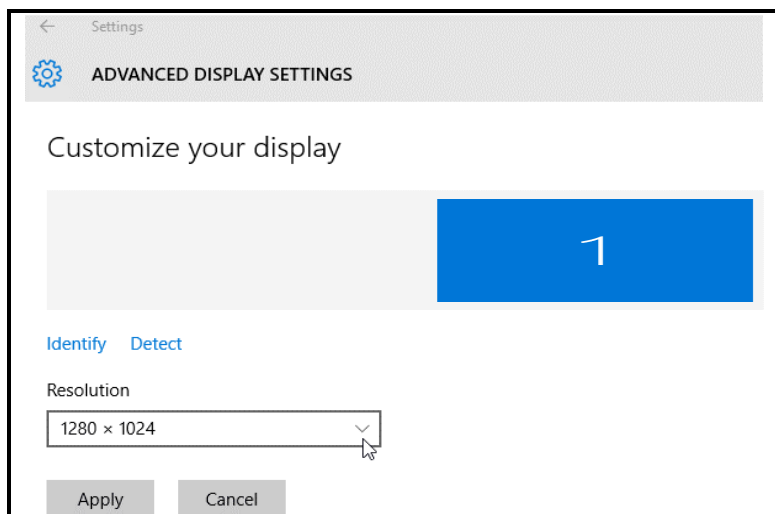 Settings
ADVANCED DISPLAY SETTINGS
Customize your display
1
Identify Detect
Resolution
1280 × 1024
Apply Cancel